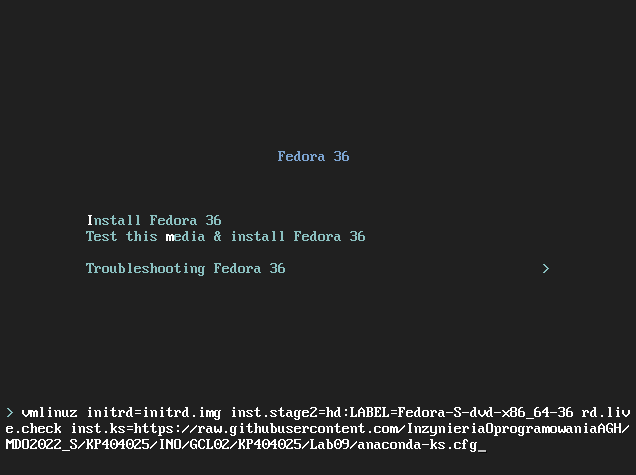 Fedora 36
Install Fedora 36
Test this media & install Fedora 36
Troubleshooting Fedora 36 >
> vmlinuz initrd=initrd.img inst.stage2=hd:LABEL=Fedora-S-dvd-x86_64-36 rd.liv
e.check inst.ks=https://raw.githubusercontent.com/InzynieriaOprogramowaniaAGH/
MDO2022_S/KP404025/INO/GCL02/KP404025/Lab09/anaconda-ks.cfg_